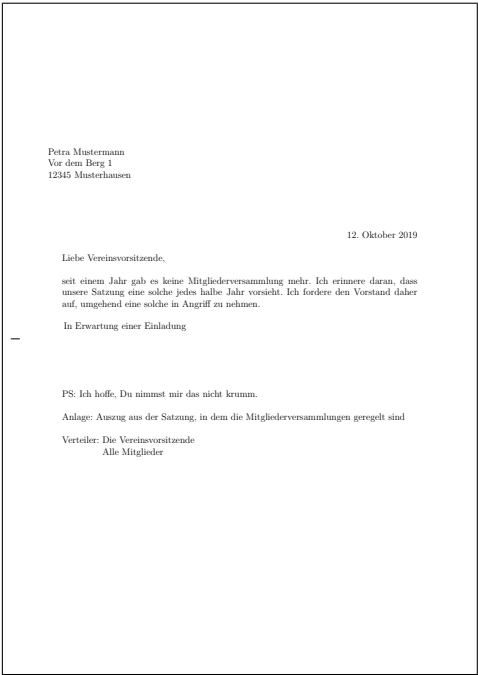 Petra Mustermann
Vor dem Berg 1
12345 Musterhausen
12. Oktober 2019
Liebe Vereinsvorsitzende,
seit einem Jahr gab es keine Mitgliederversammlung mehr. Ich erinnere daran, dass
unsere Satzung eine solche jedes halbe Jahr vorsieht. Ich fordere den Vorstand daher
auf, umgehend eine solche in Angriff zu nehmen.
In Erwartung einer Einladung
PS: Ich hoffe, Du nimmst mir das nicht krumm.
Anlage: Auszug aus der Satzung, in dem die Mitgliederversammlungen geregelt sind
Verteiler: Die Vereinsvorsitzende
Alle Mitglieder